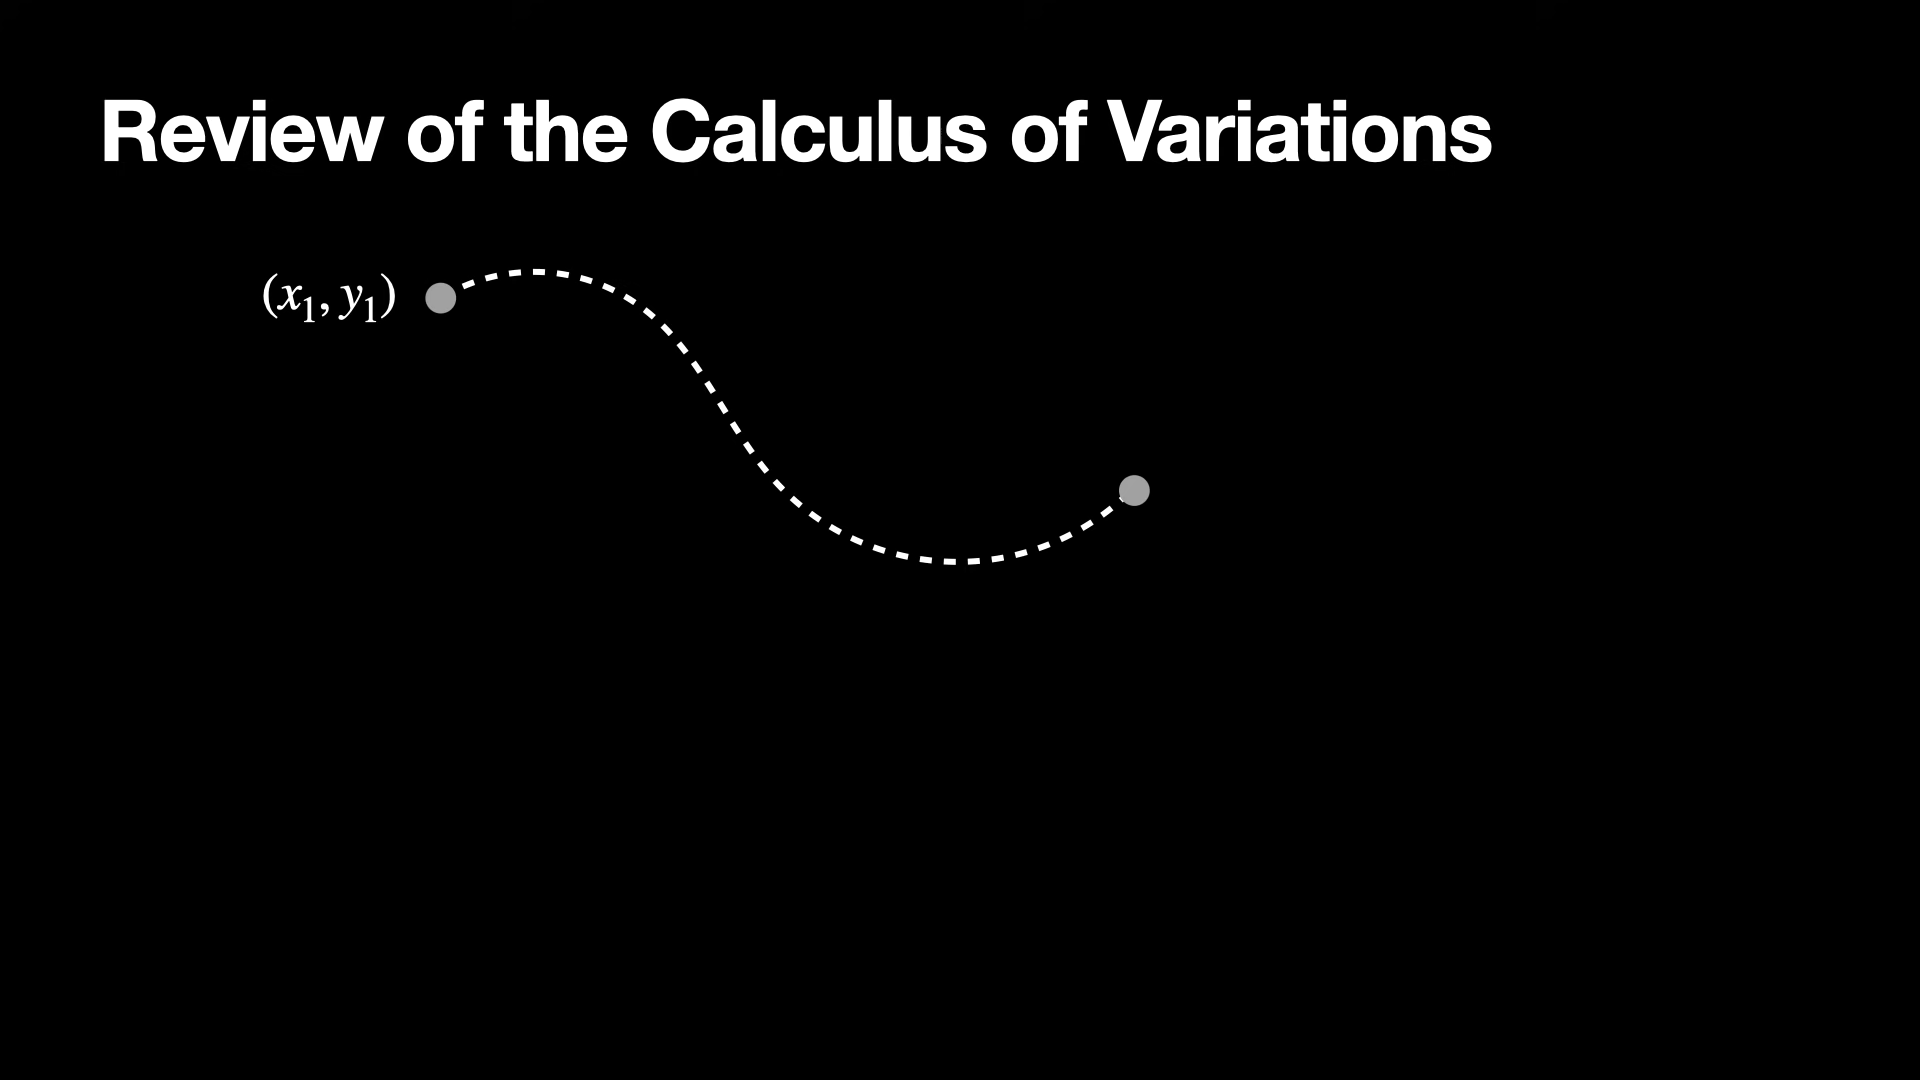 Review of the Calculus of Variations
(x₁, y₁)